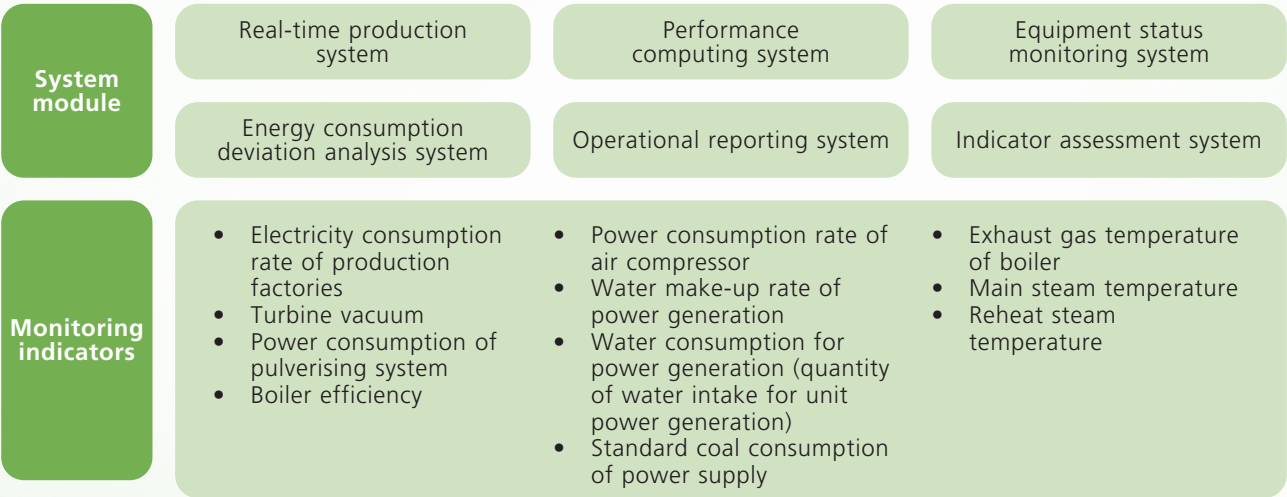 System
module
Real-time production
system
Performance
computing system
Equipment status
monitoring system
Energy consumption
deviation analysis system
Operational reporting system
Indicator assessment system
Monitoring
indicators
• Electricity consumption
rate of production
factories
• Turbine vacuum
• Power consumption of
pulverising system
• Boiler efficiency
• Power consumption rate of
air compressor
• Water make-up rate of
power generation
• Water consumption for
power generation (quantity
of water intake for unit
power generation)
• Standard coal consumption
of power supply
• Exhaust gas temperature
of boiler
• Main steam temperature
• Reheat steam
temperature